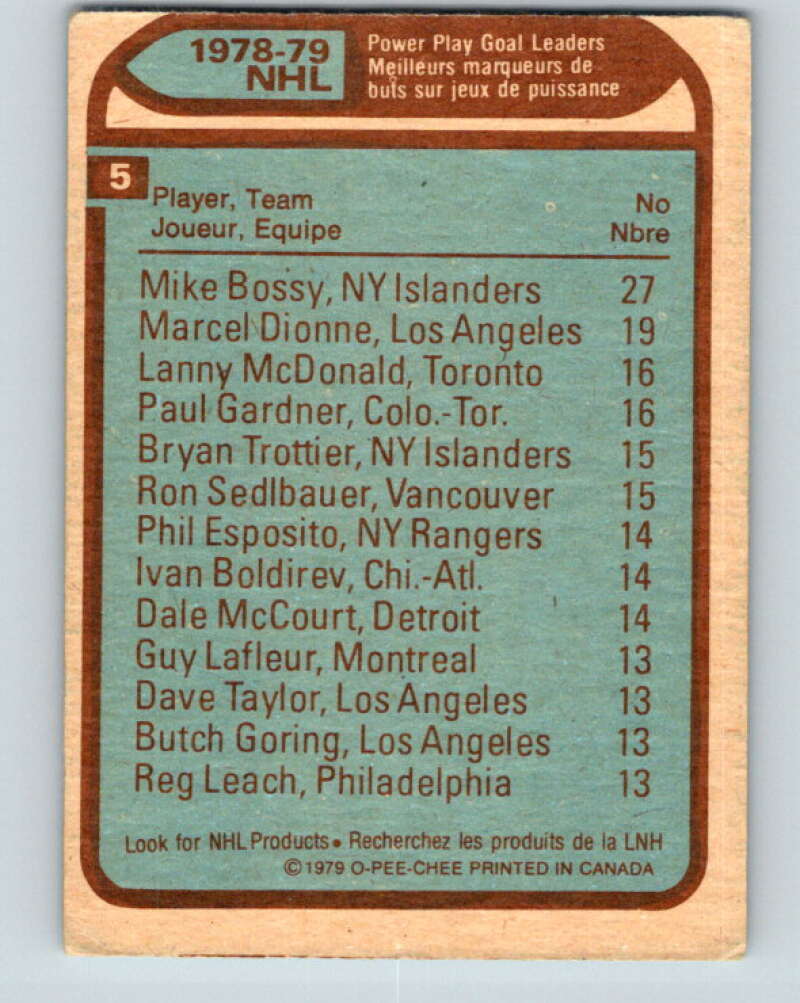 1978-79
NHL
Power Play Goal Leaders
Meilleurs marqueurs de
buts sur jeux de puissance
5
Player, Team No
Joueur, Equipe Nbre
Mike Bossy, NY Islanders 27
Marcel Dionne, Los Angeles 19
Lanny McDonald, Toronto 16
Paul Gardner, Colo.-Tor. 16
Bryan Trottier, NY Islanders 15
Ron Sedlbauer, Vancouver 15
Phil Esposito, NY Rangers 14
Ivan Boldirev, Chi.-Atl. 14
Dale McCourt, Detroit 14
Guy Lafleur, Montreal 13
Dave Taylor, Los Angeles 13
Butch Goring, Los Angeles 13
Reg Leach, Philadelphia 13
Look for NHL Products • Recherchez les produits de la LNH
© 1979 O-PEE-CHEE PRINTED IN CANADA